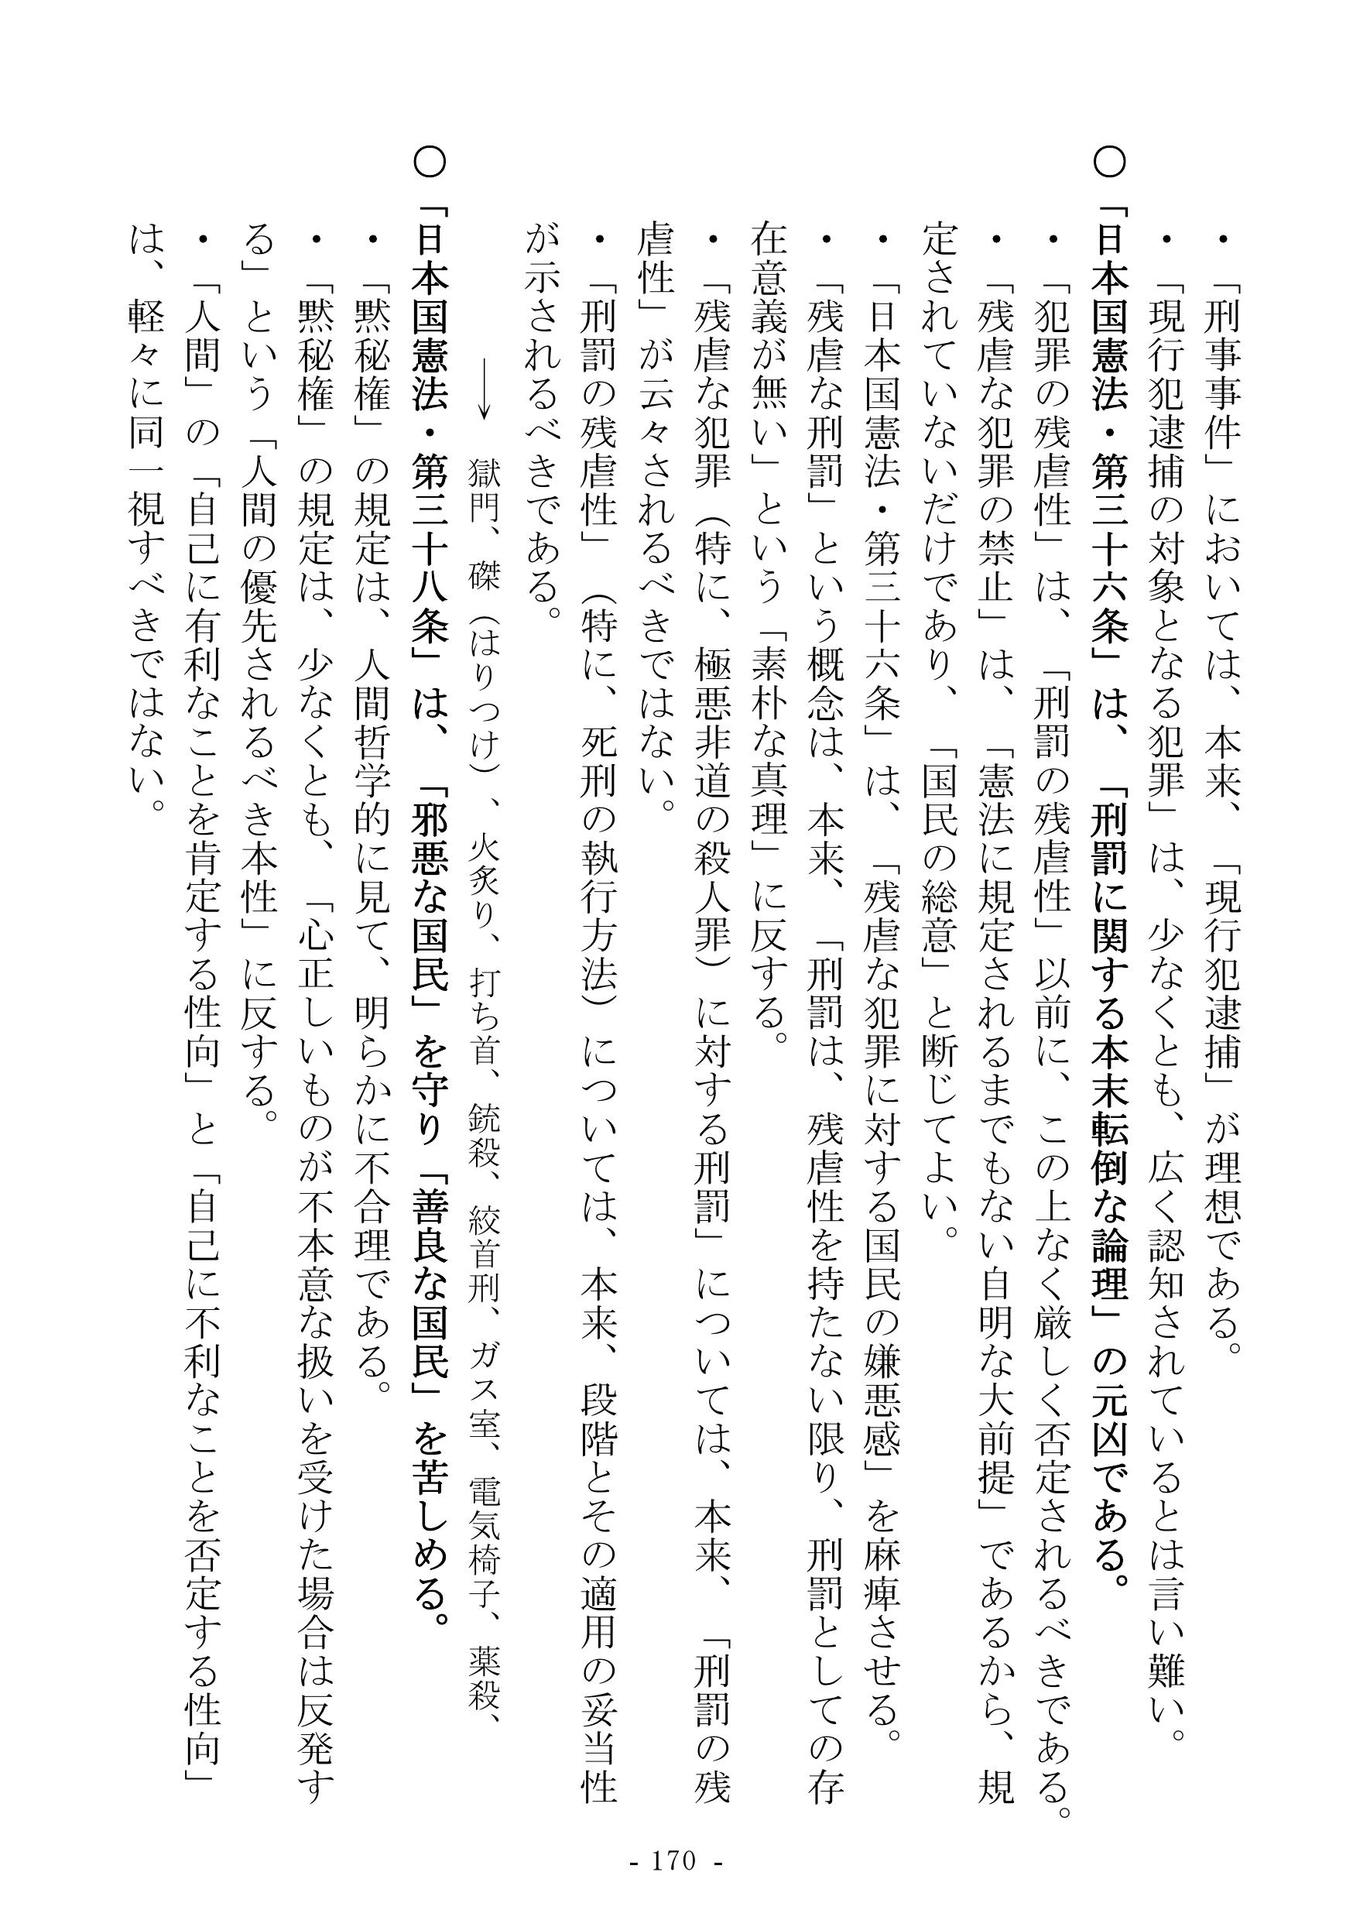 ・「刑事事件」においては、本来、「現行犯逮捕」が理想である。
・「現行犯逮捕の対象となる犯罪」は、少なくとも、広く認知されているとは言い難い。
〇「日本国憲法・第三十六条」は、「刑罰に関する本末転倒な論理」の元凶である。
・「犯罪の残虐性」は、「刑罰の残虐性」以前に、この上なく厳しく否定されるべきである。
・「残虐な犯罪の禁止」は、「憲法に規定されるまでもない自明な大前提」であるから、規
定されていないだけであり、「国民の総意」と断じてよい。
・「日本国憲法・第三十六条」は、「残虐な犯罪に対する国民の嫌悪感」を麻痺させる。
・「残虐な刑罰」という概念は、本来、「刑罰は、残虐性を持たない限り、刑罰としての存
在意義が無い」という「素朴な真理」に反する。
・「残虐な犯罪（特に、極悪非道の殺人罪）に対する刑罰」については、本来、「刑罰の残
虐性」が云々されるべきではない。
・「刑罰の残虐性」（特に、死刑の執行方法）については、本来、段階とその適用の妥当性
が示されるべきである。
→ 獄門、磔（はりつけ）、火炙り、打ち首、銃殺、絞首刑、ガス室、電気椅子、薬殺、
〇「日本国憲法・第三十八条」は、「邪悪な国民」を守り「善良な国民」を苦しめる。
・「黙秘権」の規定は、人間哲学的に見て、明らかに不合理である。
・「黙秘権」の規定は、少なくとも、「心正しいものが不本意な扱いを受けた場合は反発す
る」という「人間の優先されるべき本性」に反する。
・「人間」の「自己に有利なことを肯定する性向」と「自己に不利なことを否定する性向」
は、軽々に同一視すべきではない。
- 170 -